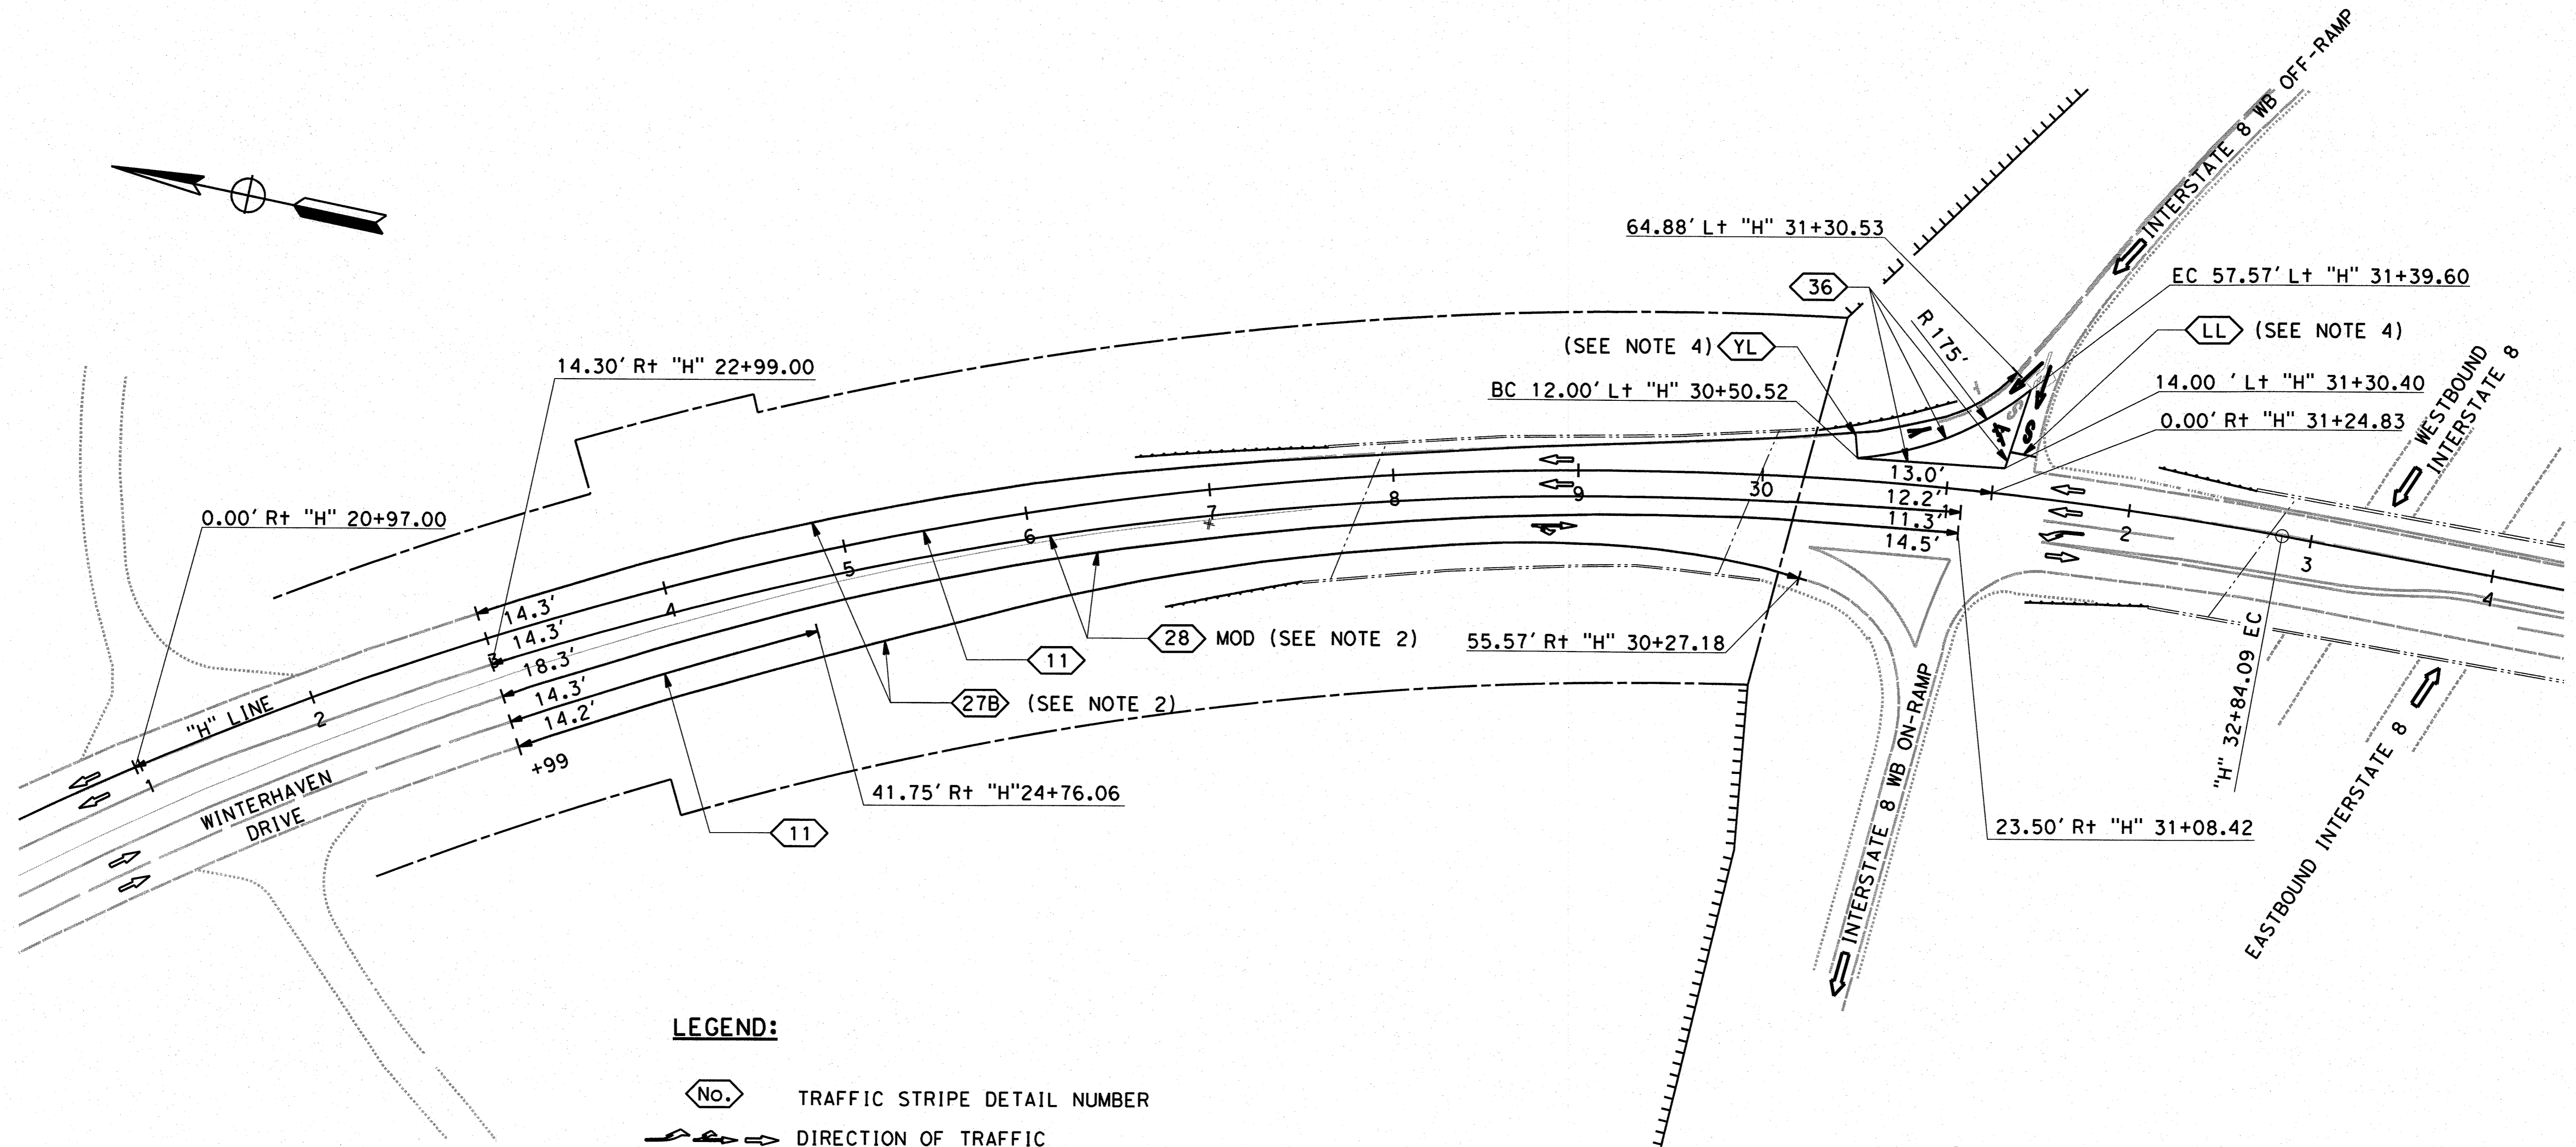 INTERSTATE 8 WB OFF-RAMP
64.88' Lt "H" 31+30.53
36
R 175'
EC 57.57' Lt "H" 31+39.60
LL (SEE NOTE 4)
(SEE NOTE 4) YL
14.30' Rt "H" 22+99.00
BC 12.00' Lt "H" 30+50.52
14.00 ' Lt "H" 31+30.40
0.00' Rt "H" 31+24.83
WESTBOUND
INTERSTATE 8
0.00' Rt "H" 20+97.00
13.0'
12.2'
11.3'
14.5'
1
2
3
4
5
6
7
8
9
30
1
2
3
4
14.3'
14.3'
18.3'
14.3'
14.2'
+99
28 MOD (SEE NOTE 2)
11
27B (SEE NOTE 2)
55.57' Rt "H" 30+27.18
"H" LINE
WINTERHAVEN
DRIVE
41.75' Rt "H"24+76.06
11
23.50' Rt "H" 31+08.42
"H" 32+84.09 EC
INTERSTATE 8 WB ON-RAMP
EASTBOUND INTERSTATE 8
LEGEND:
No. TRAFFIC STRIPE DETAIL NUMBER
DIRECTION OF TRAFFIC